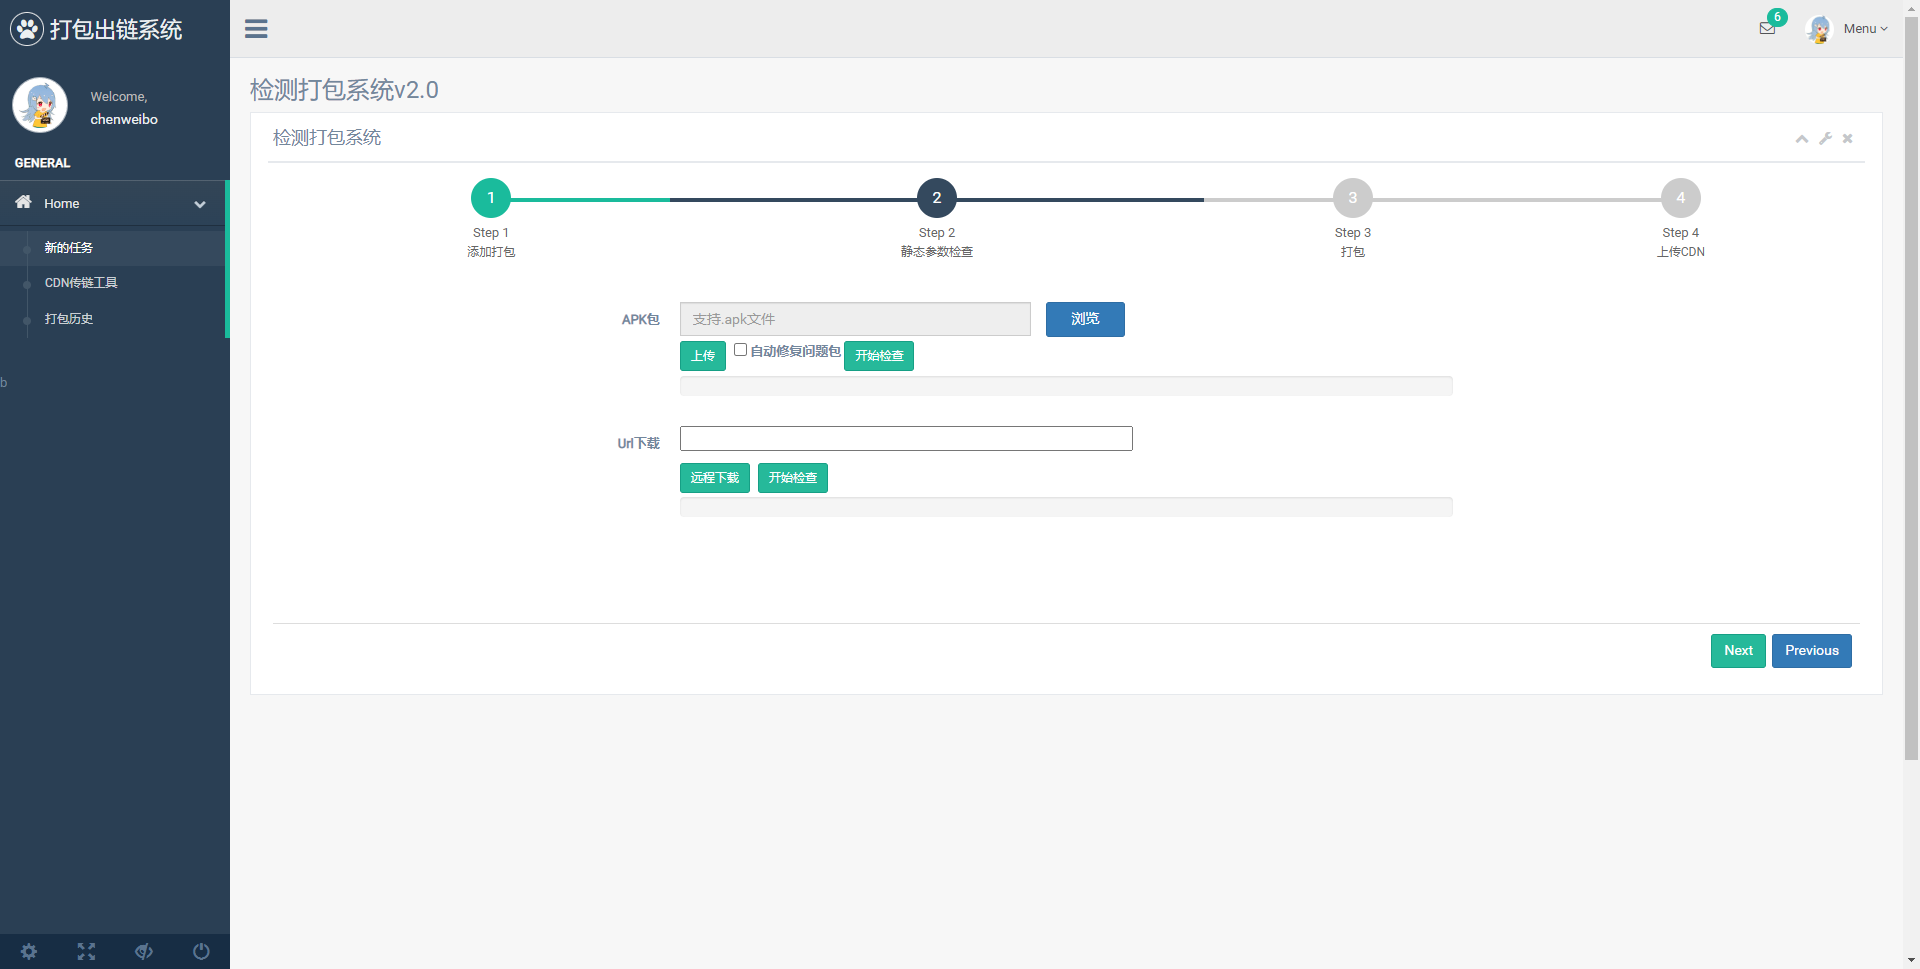 打包出链系统
6
Menu
Welcome,
chenweibo
GENERAL
Home
新的任务
CDN传链工具
打包历史
b
检测打包系统v2.0
检测打包系统
1
2
3
4
Step 1
Step 2
Step 3
Step 4
添加打包
静态参数检查
打包
上传CDN
APK包
支持.apk文件
浏览
上传
自动修复问题包
开始检查
Url下载
远程下载
开始检查
Next
Previous